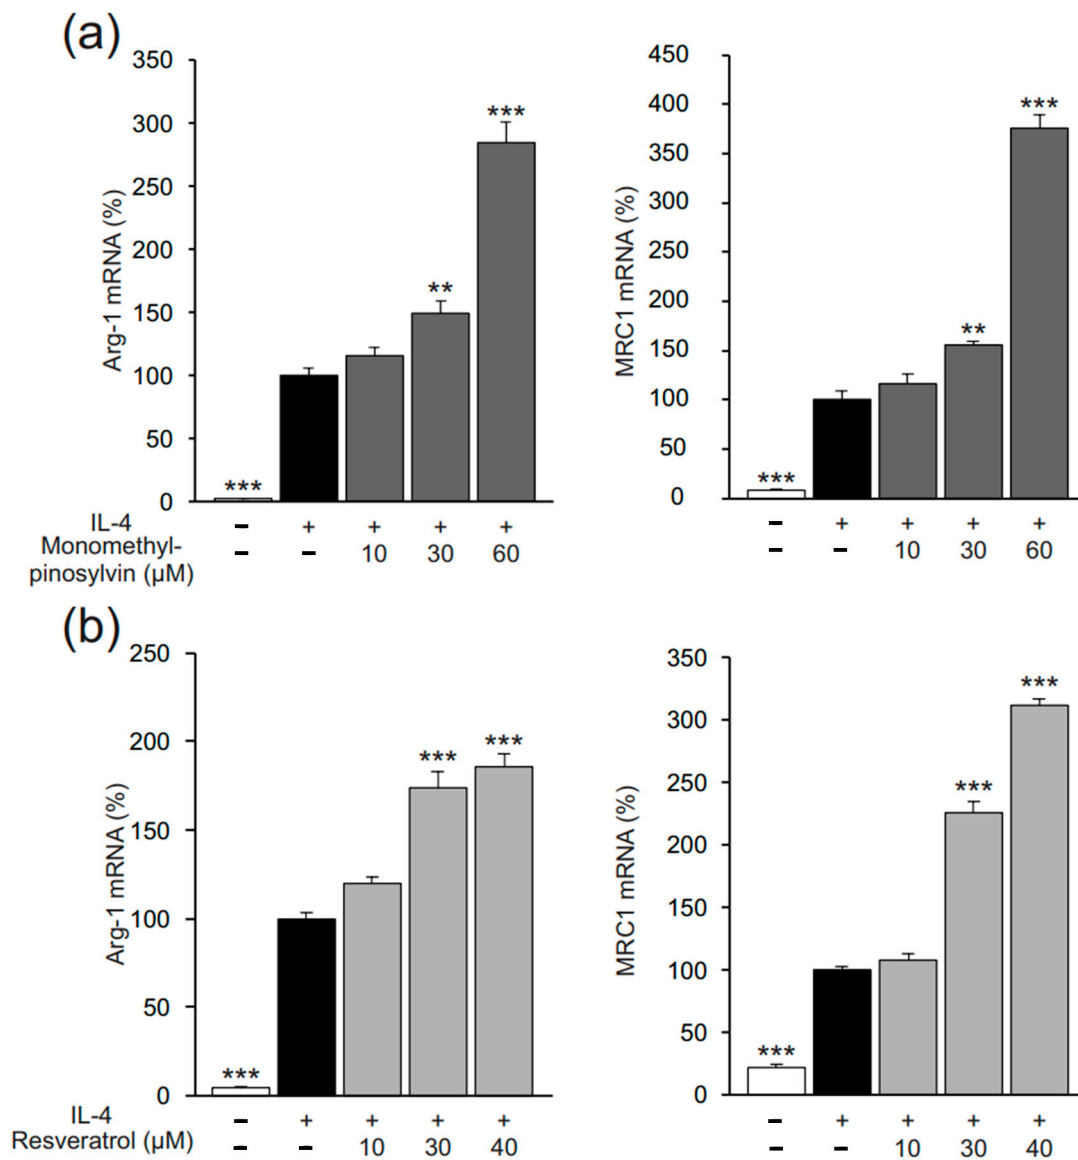 (a)
Arg-1 mRNA (%)
350
300
250
200
150
100
50
0
***
**
***
IL-4 – + + + +
Monomethyl-
pinosylvin (µM) – – 10 30 60
MRC1 mRNA (%)
450
400
350
300
250
200
150
100
50
0
***
**
***
– + + + +
– – 10 30 60
(b)
Arg-1 mRNA (%)
250
200
150
100
50
0
***
***
***
IL-4 – + + + +
Resveratrol (µM) – – 10 30 40
MRC1 mRNA (%)
350
300
250
200
150
100
50
0
***
***
***
– + + + +
– – 10 30 40